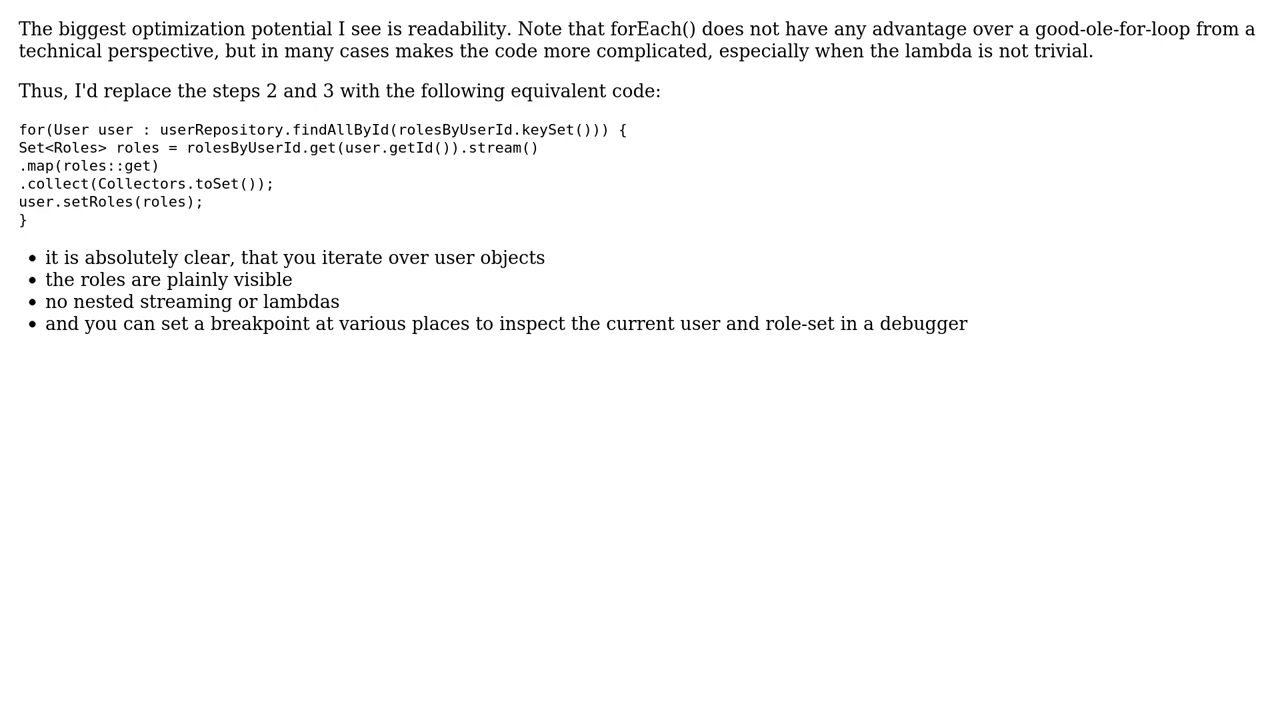 The biggest optimization potential I see is readability. Note that forEach() does not have any advantage over a good-ole-for-loop from a
technical perspective, but in many cases makes the code more complicated, especially when the lambda is not trivial.
Thus, I'd replace the steps 2 and 3 with the following equivalent code:
for(User user : userRepository.findAllById(rolesByUserId.keySet())) {
Set<Roles> roles = rolesByUserId.get(user.getId()).stream()
.map(roles::get)
.collect(Collectors.toSet());
user.setRoles(roles);
}
• it is absolutely clear, that you iterate over user objects
• the roles are plainly visible
• no nested streaming or lambdas
• and you can set a breakpoint at various places to inspect the current user and role-set in a debugger